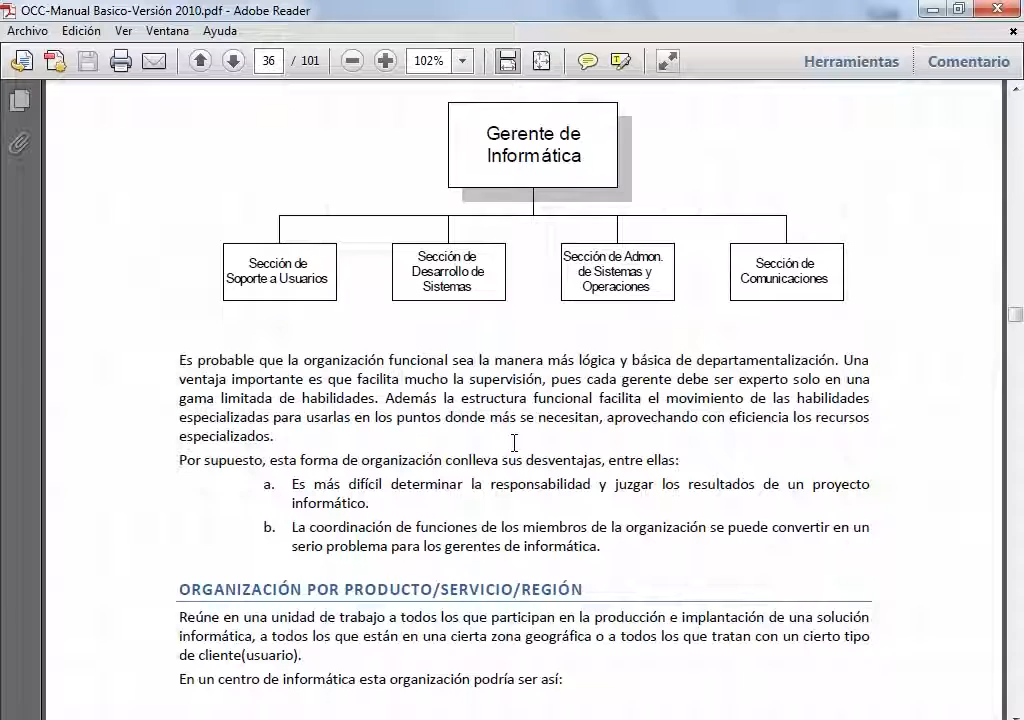 OCC-Manual Basico-Versión 2010.pdf - Adobe Reader
Archivo Edición Ver Ventana Ayuda
36 / 101 102% Herramientas Comentario
Gerente de
Informática
Sección de
Soporte a Usuarios
Sección de
Desarrollo de
Sistemas
Sección de Admon.
de Sistemas y
Operaciones
Sección de
Comunicaciones
Es probable que la organización funcional sea la manera más lógica y básica de departamentalización. Una
ventaja importante es que facilita mucho la supervisión, pues cada gerente debe ser experto solo en una
gama limitada de habilidades. Además la estructura funcional facilita el movimiento de las habilidades
especializadas para usarlas en los puntos donde más se necesitan, aprovechando con eficiencia los recursos
especializados.
Por supuesto, esta forma de organización conlleva sus desventajas, entre ellas:
a. Es más difícil determinar la responsabilidad y juzgar los resultados de un proyecto
informático.
b. La coordinación de funciones de los miembros de la organización se puede convertir en un
serio problema para los gerentes de informática.
ORGANIZACIÓN POR PRODUCTO/SERVICIO/REGIÓN
Reúne en una unidad de trabajo a todos los que participan en la producción e implantación de una solución
informática, a todos los que están en una cierta zona geográfica o a todos los que tratan con un cierto tipo
de cliente(usuario).
En un centro de informática esta organización podría ser así: